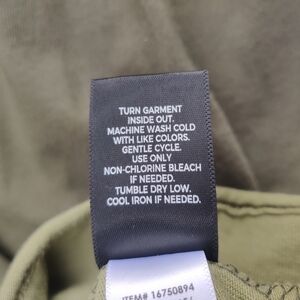 TURN GARMENT
INSIDE OUT.
MACHINE WASH COLD
WITH LIKE COLORS.
GENTLE CYCLE.
USE ONLY
NON-CHLORINE BLEACH
IF NEEDED.
TUMBLE DRY LOW.
COOL IRON IF NEEDED.
ITEM# 16750894